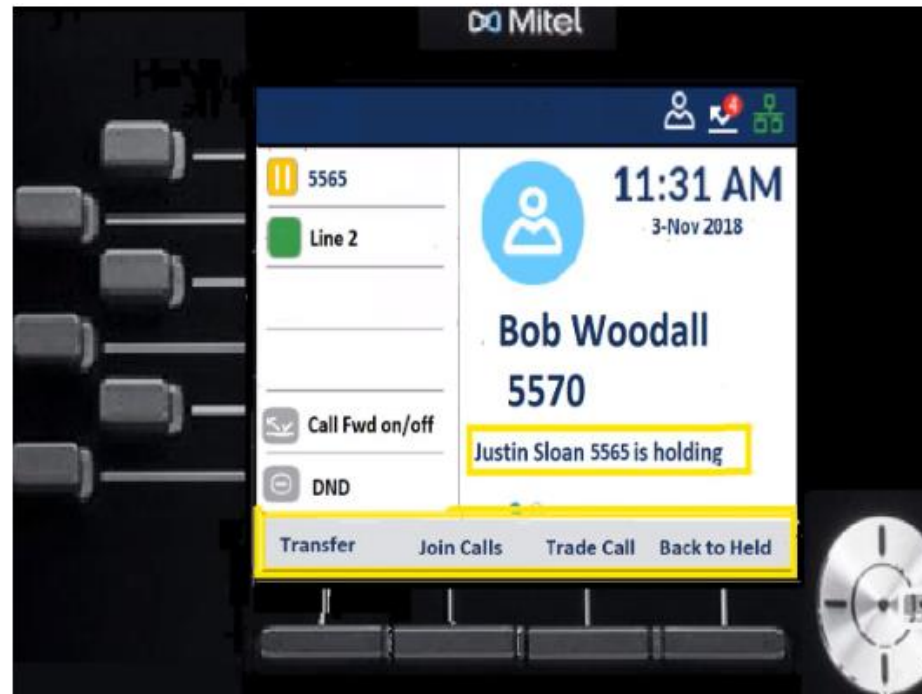 Mitel
4
5565
Line 2
Call Fwd on/off
DND
11:31 AM
3-Nov 2018
Bob Woodall
5570
Justin Sloan 5565 is holding
Transfer Join Calls Trade Call Back to Held